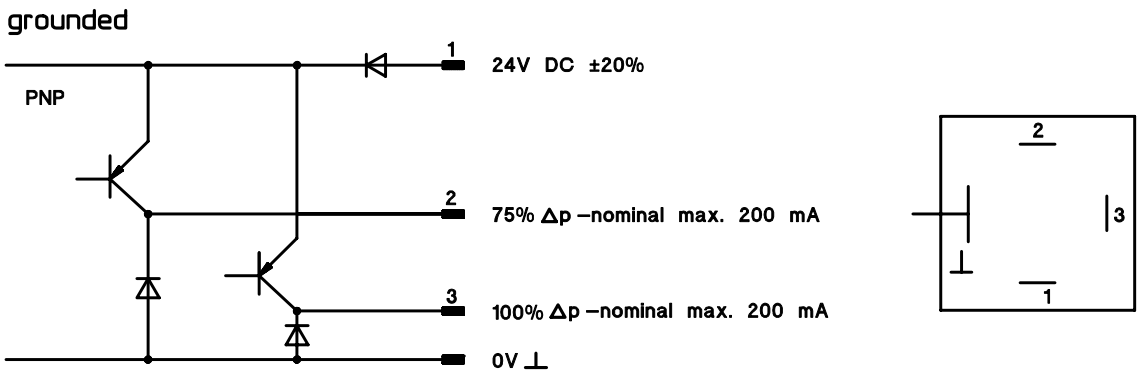 grounded
1
24V DC ±20%
PNP
2
75% Δp –nominal max. 200 mA
3
100% Δp –nominal max. 200 mA
0V ⊥
2
3
⊥
1